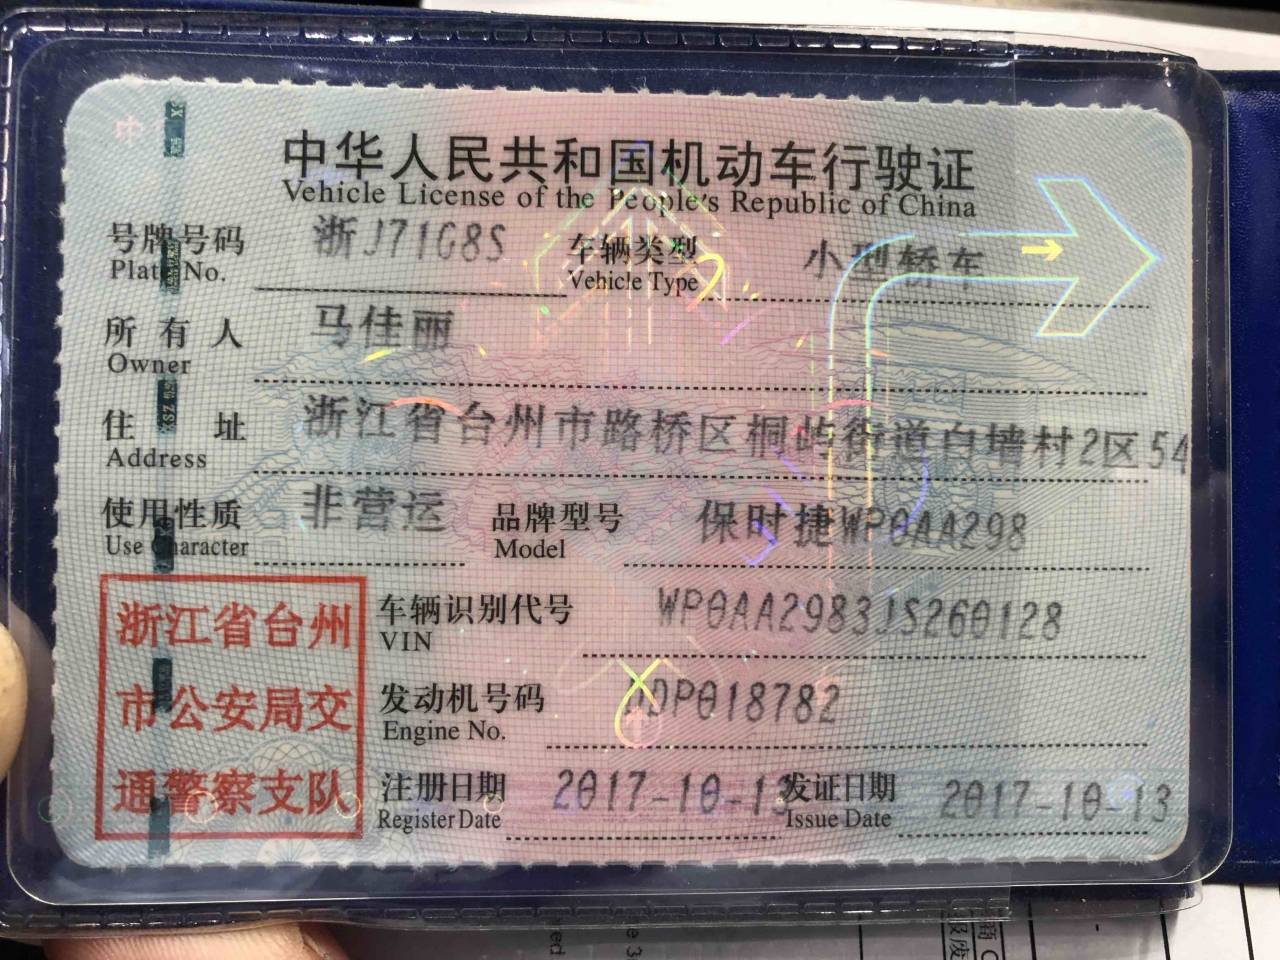 中华人民共和国机动车行驶证
Vehicle License of the People's Republic of China
号牌号码 浙J71G8S 车辆类型 小型轿车
Plate No. Vehicle Type
所有人 马佳丽
Owner
住址 浙江省台州市路桥区桐屿街道白墙村2区54
Address
使用性质 非营运 品牌型号 保时捷WP0AA298
Use Character Model
浙江省台州
市公安局交
通警察支队
车辆识别代号 WP0AA2983JS260128
VIN
发动机号码 DDP018782
Engine No.
注册日期 2017-10-13 发证日期 2017-10-13
Register Date Issue Date